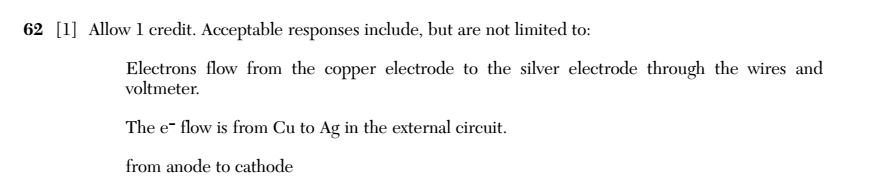 62 [1] Allow 1 credit. Acceptable responses include, but are not limited to:
Electrons flow from the copper electrode to the silver electrode through the wires and
voltmeter.
The e⁻ flow is from Cu to Ag in the external circuit.
from anode to cathode